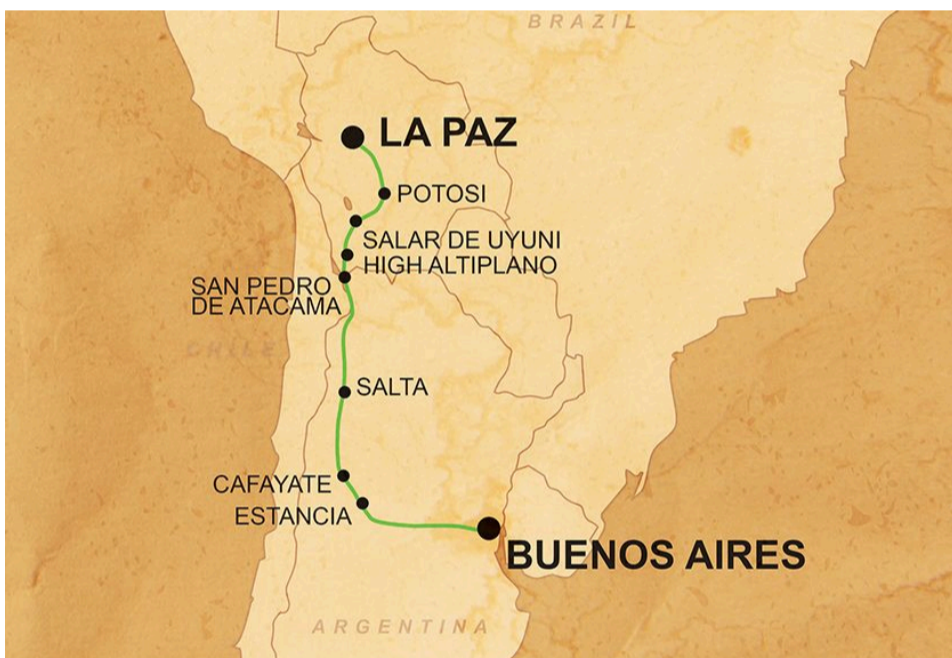 BRAZIL
LA PAZ
POTOSI
SALAR DE UYUNI
HIGH ALTIPLANO
SAN PEDRO
DE ATACAMA
CHILE
SALTA
CAFAYATE
ESTANCIA
BUENOS AIRES
ARGENTINA